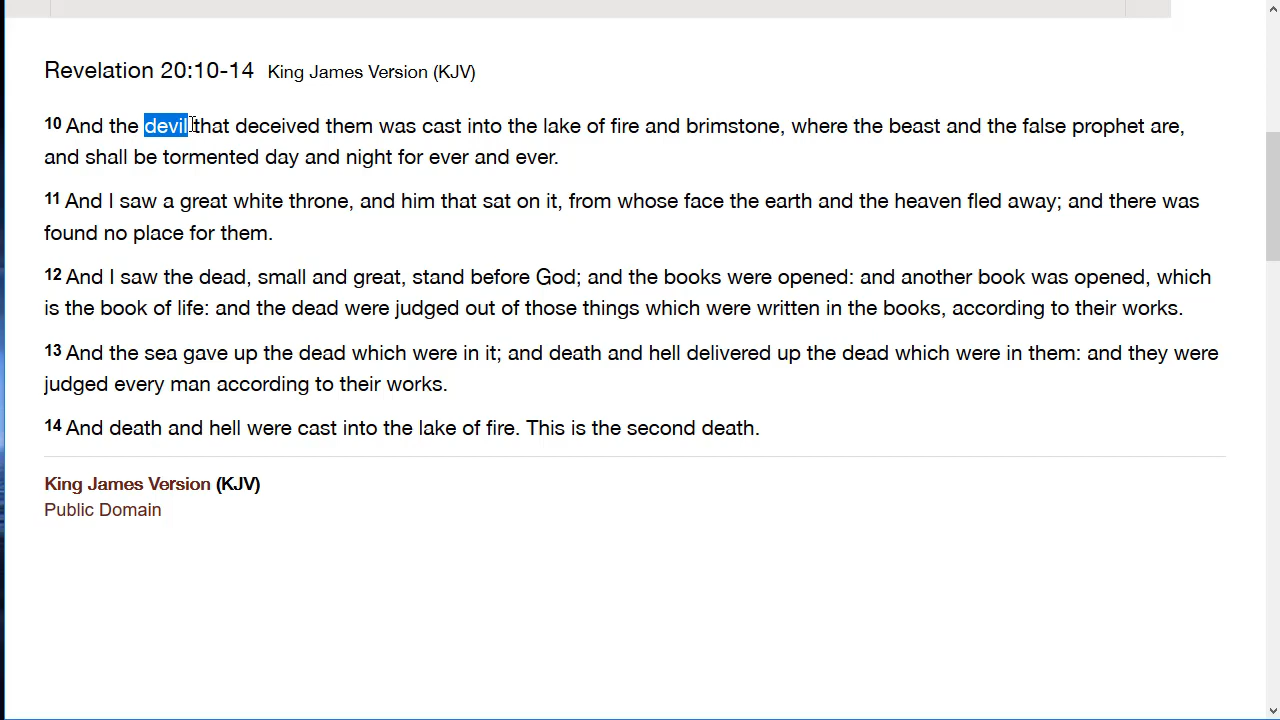 Revelation 20:10-14 King James Version (KJV)
10 And the devil that deceived them was cast into the lake of fire and brimstone, where the beast and the false prophet are,
and shall be tormented day and night for ever and ever.
11 And I saw a great white throne, and him that sat on it, from whose face the earth and the heaven fled away; and there was
found no place for them.
12 And I saw the dead, small and great, stand before God; and the books were opened: and another book was opened, which
is the book of life: and the dead were judged out of those things which were written in the books, according to their works.
13 And the sea gave up the dead which were in it; and death and hell delivered up the dead which were in them: and they were
judged every man according to their works.
14 And death and hell were cast into the lake of fire. This is the second death.
King James Version (KJV)
Public Domain